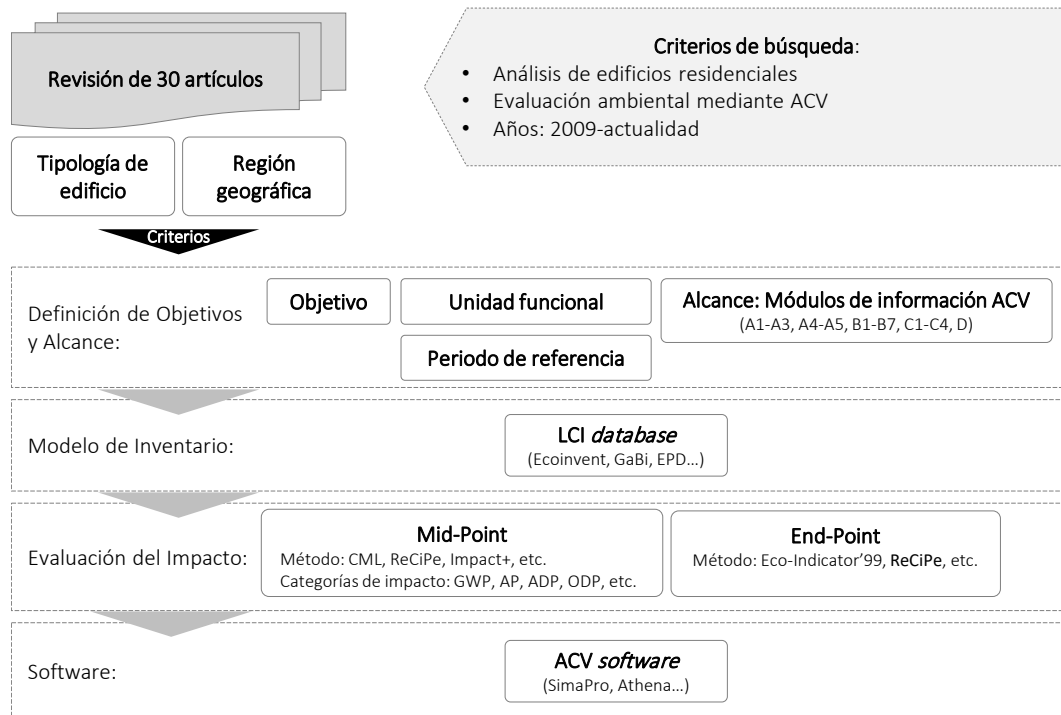 Revisión de 30 artículos
Criterios de búsqueda:
• Análisis de edificios residenciales
• Evaluación ambiental mediante ACV
• Años: 2009-actualidad
Tipología de
edificio
Región
geográfica
Criterios
Definición de Objetivos
y Alcance:
Objetivo
Unidad funcional
Alcance: Módulos de información ACV
(A1-A3, A4-A5, B1-B7, C1-C4, D)
Periodo de referencia
Modelo de Inventario:
LCI database
(Ecoinvent, GaBi, EPD...)
Evaluación del Impacto:
Mid-Point
Método: CML, ReCiPe, Impact+, etc.
Categorías de impacto: GWP, AP, ADP, ODP, etc.
End-Point
Método: Eco-Indicator’99, ReCiPe, etc.
Software:
ACV software
(SimaPro, Athena...)